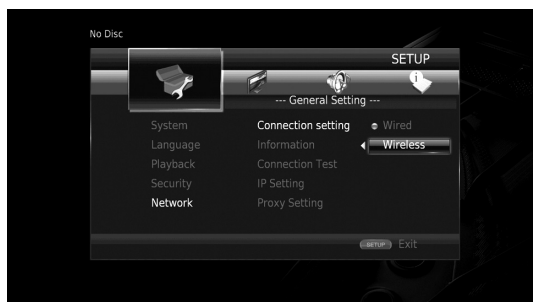 No Disc
SETUP
--- General Setting ---
System Connection setting Wired
Language Information Wireless
Playback Connection Test
Security IP Setting
Network Proxy Setting
SETUP Exit